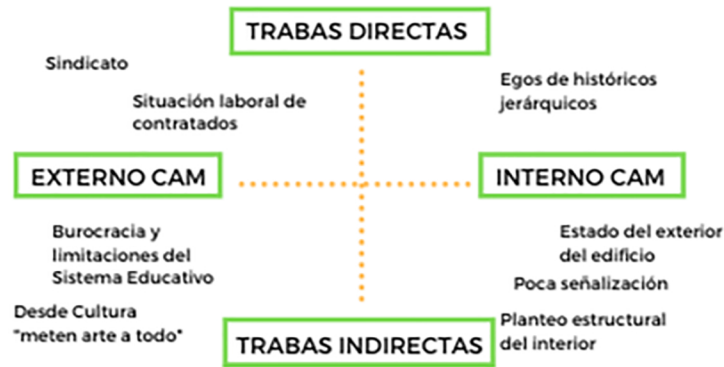 TRABAS DIRECTAS
Sindicato
Situación laboral de
contratados
Egos de históricos
jerárquicos
EXTERNO CAM
INTERNO CAM
Burocracia y
limitaciones del
Sistema Educativo
Desde Cultura
"meten arte a todo"
Estado del exterior
del edificio
Poca señalización
Planteo estructural
del interior
TRABAS INDIRECTAS